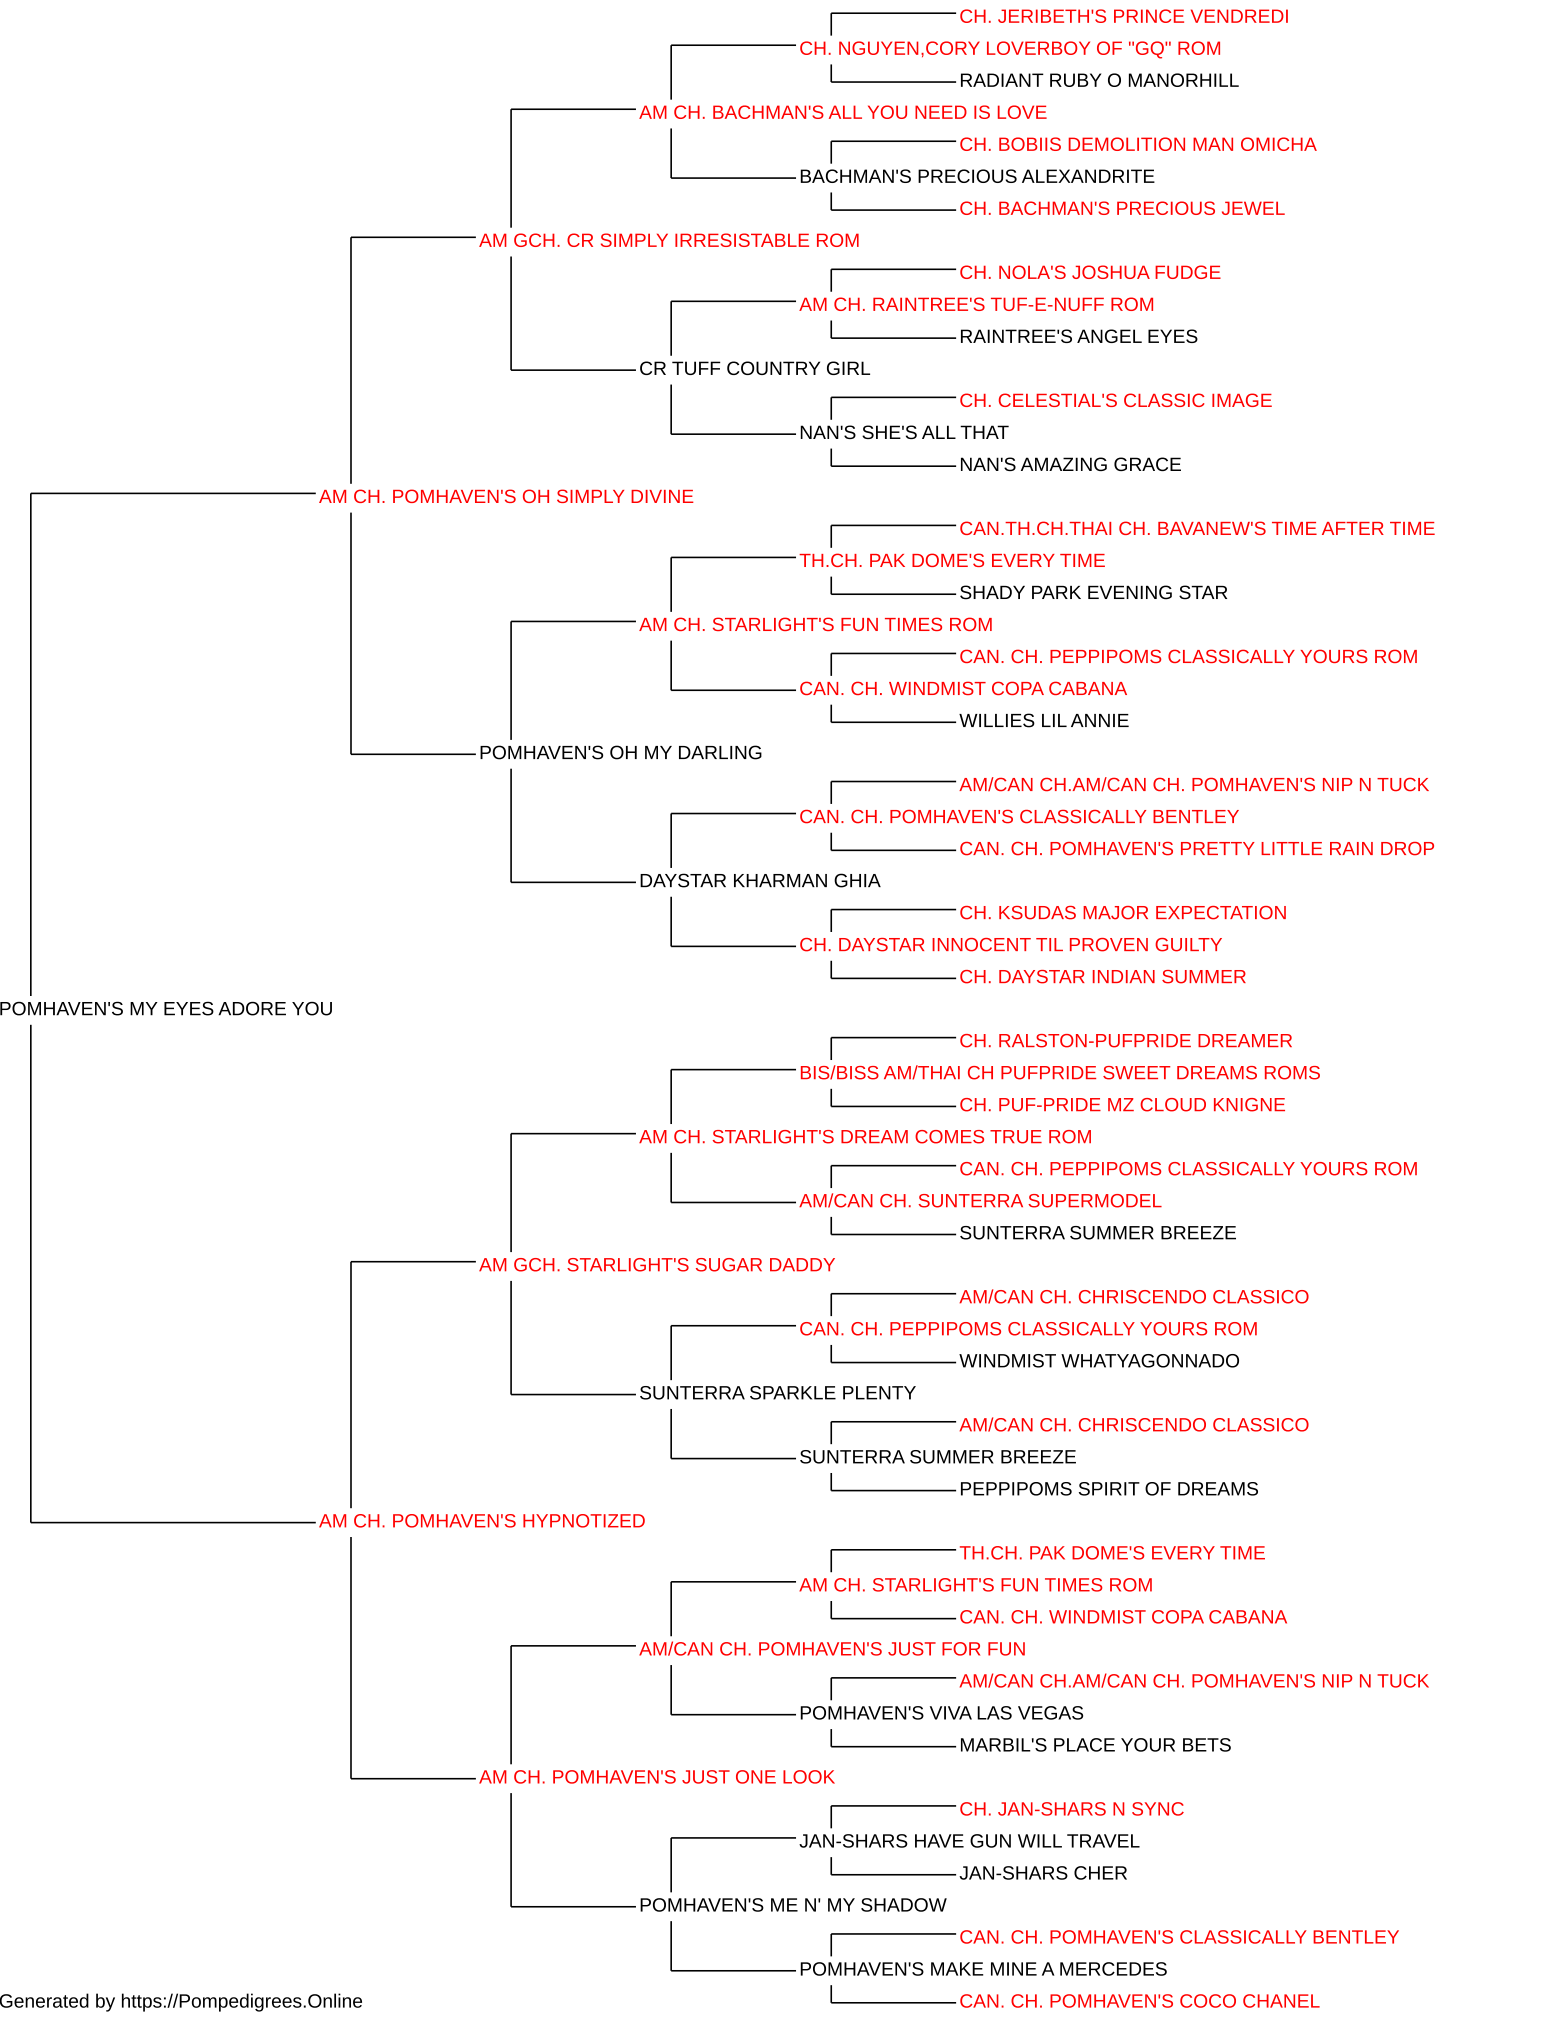 CH. JERIBETH'S PRINCE VENDREDI
CH. NGUYEN,CORY LOVERBOY OF "GQ" ROM
RADIANT RUBY O MANORHILL
AM CH. BACHMAN'S ALL YOU NEED IS LOVE
CH. BOBIIS DEMOLITION MAN OMICHA
BACHMAN'S PRECIOUS ALEXANDRITE
CH. BACHMAN'S PRECIOUS JEWEL
AM GCH. CR SIMPLY IRRESISTABLE ROM
CH. NOLA'S JOSHUA FUDGE
AM CH. RAINTREE'S TUF-E-NUFF ROM
RAINTREE'S ANGEL EYES
CR TUFF COUNTRY GIRL
CH. CELESTIAL'S CLASSIC IMAGE
NAN'S SHE'S ALL THAT
NAN'S AMAZING GRACE
AM CH. POMHAVEN'S OH SIMPLY DIVINE
CAN.TH.CH.THAI CH. BAVANEW'S TIME AFTER TIME
TH.CH. PAK DOME'S EVERY TIME
SHADY PARK EVENING STAR
AM CH. STARLIGHT'S FUN TIMES ROM
CAN. CH. PEPPIPOMS CLASSICALLY YOURS ROM
CAN. CH. WINDMIST COPA CABANA
WILLIES LIL ANNIE
POMHAVEN'S OH MY DARLING
AM/CAN CH.AM/CAN CH. POMHAVEN'S NIP N TUCK
CAN. CH. POMHAVEN'S CLASSICALLY BENTLEY
CAN. CH. POMHAVEN'S PRETTY LITTLE RAIN DROP
DAYSTAR KHARMAN GHIA
CH. KSUDAS MAJOR EXPECTATION
CH. DAYSTAR INNOCENT TIL PROVEN GUILTY
CH. DAYSTAR INDIAN SUMMER
POMHAVEN'S MY EYES ADORE YOU
CH. RALSTON-PUFPRIDE DREAMER
BIS/BISS AM/THAI CH PUFPRIDE SWEET DREAMS ROMS
CH. PUF-PRIDE MZ CLOUD KNIGNE
AM CH. STARLIGHT'S DREAM COMES TRUE ROM
CAN. CH. PEPPIPOMS CLASSICALLY YOURS ROM
AM/CAN CH. SUNTERRA SUPERMODEL
SUNTERRA SUMMER BREEZE
AM GCH. STARLIGHT'S SUGAR DADDY
AM/CAN CH. CHRISCENDO CLASSICO
CAN. CH. PEPPIPOMS CLASSICALLY YOURS ROM
WINDMIST WHATYAGONNADO
SUNTERRA SPARKLE PLENTY
AM/CAN CH. CHRISCENDO CLASSICO
SUNTERRA SUMMER BREEZE
PEPPIPOMS SPIRIT OF DREAMS
AM CH. POMHAVEN'S HYPNOTIZED
TH.CH. PAK DOME'S EVERY TIME
AM CH. STARLIGHT'S FUN TIMES ROM
CAN. CH. WINDMIST COPA CABANA
AM/CAN CH. POMHAVEN'S JUST FOR FUN
AM/CAN CH.AM/CAN CH. POMHAVEN'S NIP N TUCK
POMHAVEN'S VIVA LAS VEGAS
MARBIL'S PLACE YOUR BETS
AM CH. POMHAVEN'S JUST ONE LOOK
CH. JAN-SHARS N SYNC
JAN-SHARS HAVE GUN WILL TRAVEL
JAN-SHARS CHER
POMHAVEN'S ME N' MY SHADOW
CAN. CH. POMHAVEN'S CLASSICALLY BENTLEY
POMHAVEN'S MAKE MINE A MERCEDES
CAN. CH. POMHAVEN'S COCO CHANEL
Generated by https://Pompedigrees.Online